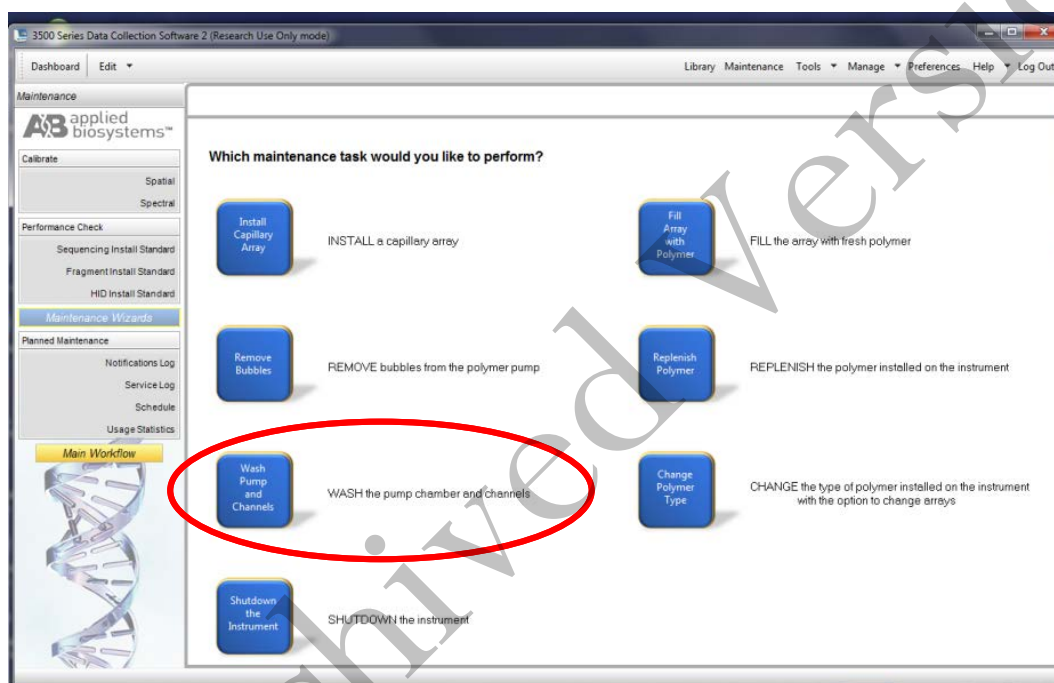 3500 Series Data Collection Software 2 (Research Use Only mode)
Dashboard Edit
Library Maintenance Tools Manage Preferences Help Log Out
Maintenance
AB applied
biosystems™
Calibrate
Spatial
Spectral
Performance Check
Sequencing Install Standard
Fragment Install Standard
HID Install Standard
Maintenance Wizards
Planned Maintenance
Notifications Log
Service Log
Schedule
Usage Statistics
Main Workflow
Which maintenance task would you like to perform?
Install
Capillary
Array
INSTALL a capillary array
Fill
Array
with
Polymer
FILL the array with fresh polymer
Remove
Bubbles
REMOVE bubbles from the polymer pump
Replenish
Polymer
REPLENISH the polymer installed on the instrument
Wash
Pump
and
Channels
WASH the pump chamber and channels
Change
Polymer
Type
CHANGE the type of polymer installed on the instrument
with the option to change arrays
Shutdown
the
Instrument
SHUTDOWN the instrument